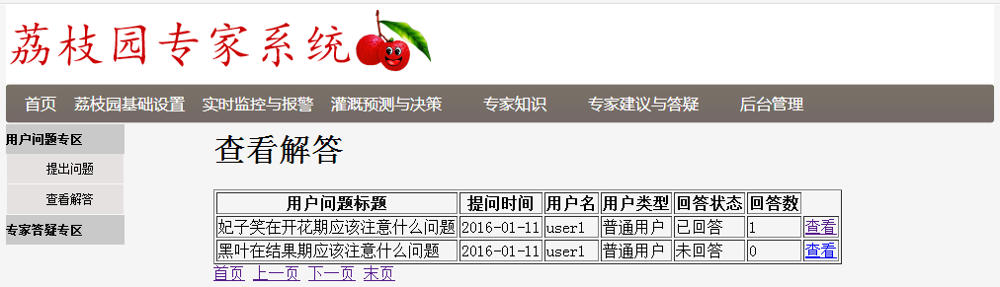 荔枝园专家系统
首页 荔枝园基础设置 实时监控与报警 灌溉预测与决策 专家知识 专家建议与答疑 后台管理
用户问题专区
提出问题
查看解答
专家答疑专区
查看解答
用户问题标题 提问时间 用户名 用户类型 回答状态 回答数
妃子笑在开花期应该注意什么问题 2016-01-11 user1 普通用户 已回答 1 查看
黑叶在结果期应该注意什么问题 2016-01-11 user1 普通用户 未回答 0 查看
首页 上一页 下一页 末页